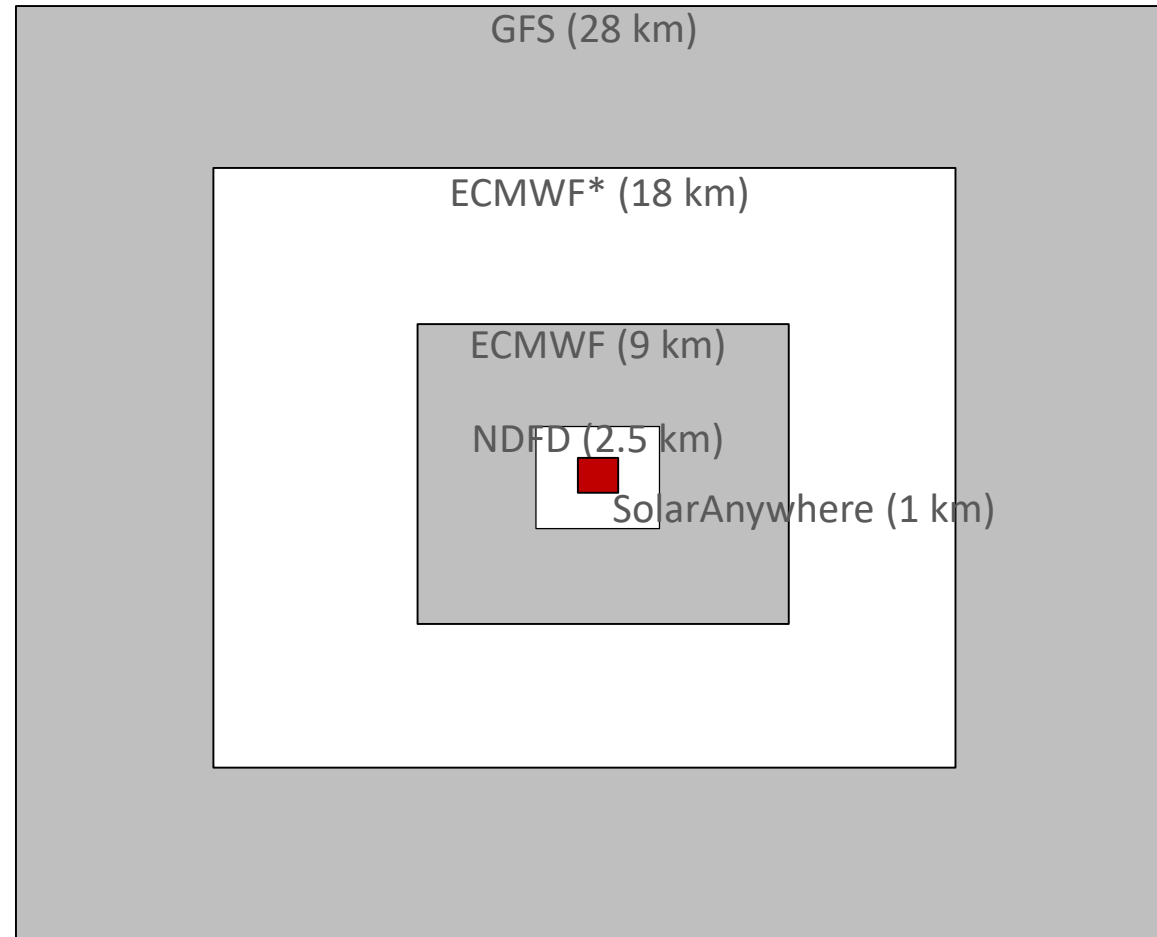 GFS (28 km)
ECMWF* (18 km)
ECMWF (9 km)
NDFD (2.5 km)
SolarAnywhere (1 km)